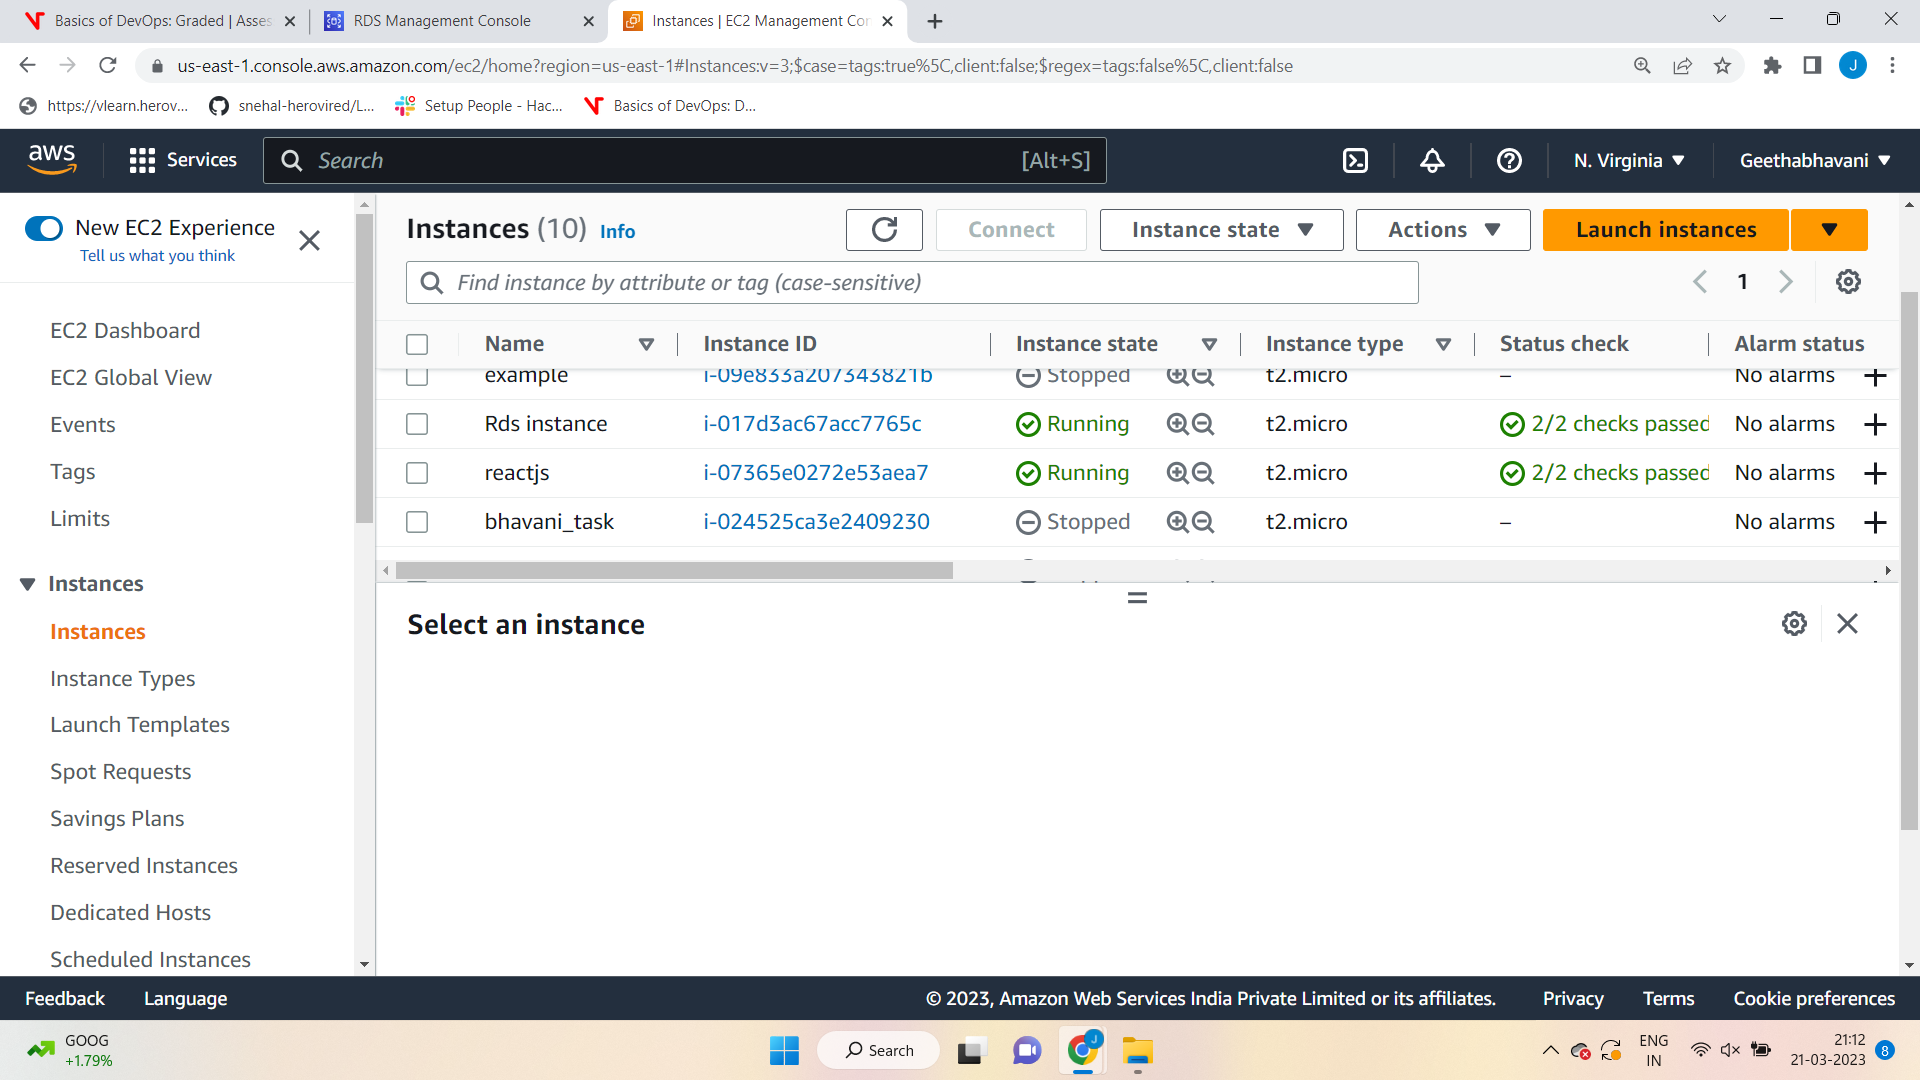 Basics of DevOps: Graded | Asses
RDS Management Console
Instances | EC2 Management Con
us-east-1.console.aws.amazon.com/ec2/home?region=us-east-1#Instances:v=3;$case=tags:true%5C,client:false;$regex=tags:false%5C,client:false
J
https://vlearn.herov...
snehal-herovired/L...
Setup People - Hac...
Basics of DevOps: D...
aws
Services
Search
[Alt+S]
N. Virginia
Geethabhavani
New EC2 Experience
Tell us what you think
EC2 Dashboard
EC2 Global View
Events
Tags
Limits
Instances
Instances
Instance Types
Launch Templates
Spot Requests
Savings Plans
Reserved Instances
Dedicated Hosts
Scheduled Instances
Instances (10) Info
Connect
Instance state
Actions
Launch instances
Find instance by attribute or tag (case-sensitive)
1
Name Instance ID Instance state Instance type Status check Alarm status
example i-09e833a207343821b Stopped t2.micro – No alarms +
Rds instance i-017d3ac67acc7765c Running t2.micro 2/2 checks passed No alarms +
reactjs i-07365e0272e53aea7 Running t2.micro 2/2 checks passed No alarms +
bhavani_task i-024525ca3e2409230 Stopped t2.micro – No alarms +
Select an instance
Feedback
Language
© 2023, Amazon Web Services India Private Limited or its affiliates.
Privacy
Terms
Cookie preferences
GOOG
+1.79%
Search
J
ENG
IN
21:12
21-03-2023
8